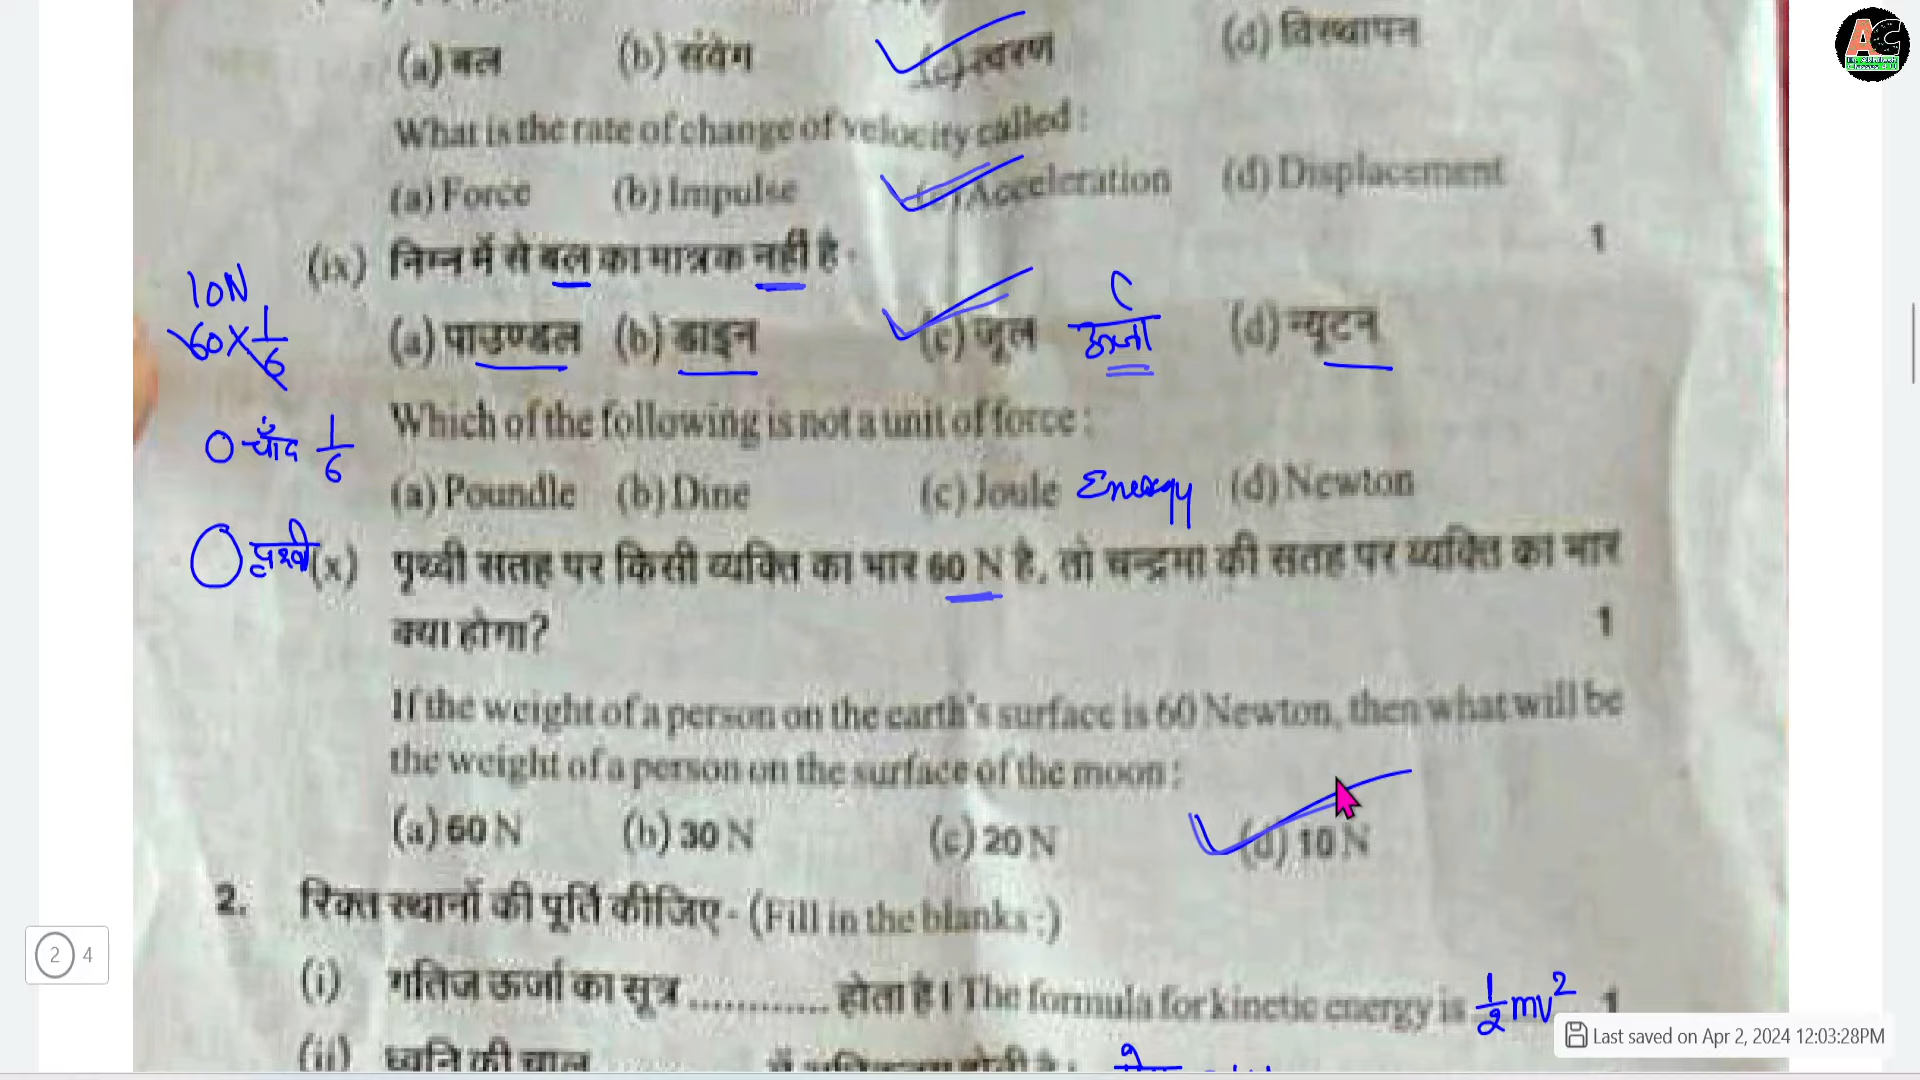 (a) बल (b) संवेग (c) त्वरण (d) विस्थापन
What is the rate of change of velocity called :
(a) Force (b) Impulse (c) Acceleration (d) Displacement
(ix) निम्न में से बल का मात्रक नहीं है - 1
10N
60 × 1/6
(a) पाउण्डल (b) डाइन (c) जूल ऊर्जा (d) न्यूटन
चाँद 1/6
Which of the following is not a unit of force :
(a) Poundle (b) Dine (c) Joule Energy (d) Newton
पृथ्वी
(x) पृथ्वी सतह पर किसी व्यक्ति का भार 60 N है, तो चन्द्रमा की सतह पर व्यक्ति का भार
क्या होगा? 1
If the weight of a person on the earth's surface is 60 Newton, then what will be
the weight of a person on the surface of the moon :
(a) 60 N (b) 30 N (c) 20 N (d) 10 N
2. रिक्त स्थानों की पूर्ति कीजिए - (Fill in the blanks :)
(i) गतिज ऊर्जा का सूत्र ............ होता है। The formula for kinetic energy is 1/2 mv² 1
(ii) ध्वनि की चाल
AC
2 4
Last saved on Apr 2, 2024 12:03:28PM